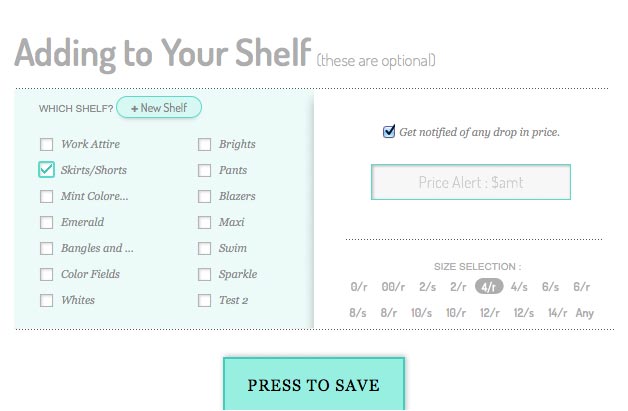 Adding to Your Shelf (these are optional)
WHICH SHELF? + New Shelf
Work Attire
Skirts/Shorts
Mint Colore...
Emerald
Bangles and ...
Color Fields
Whites
Brights
Pants
Blazers
Maxi
Swim
Sparkle
Test 2
Get notified of any drop in price.
Price Alert : $amt
SIZE SELECTION :
0/r 00/r 2/s 2/r 4/r 4/s 6/s 6/r
8/s 8/r 10/s 10/r 12/r 12/s 14/r Any
PRESS TO SAVE